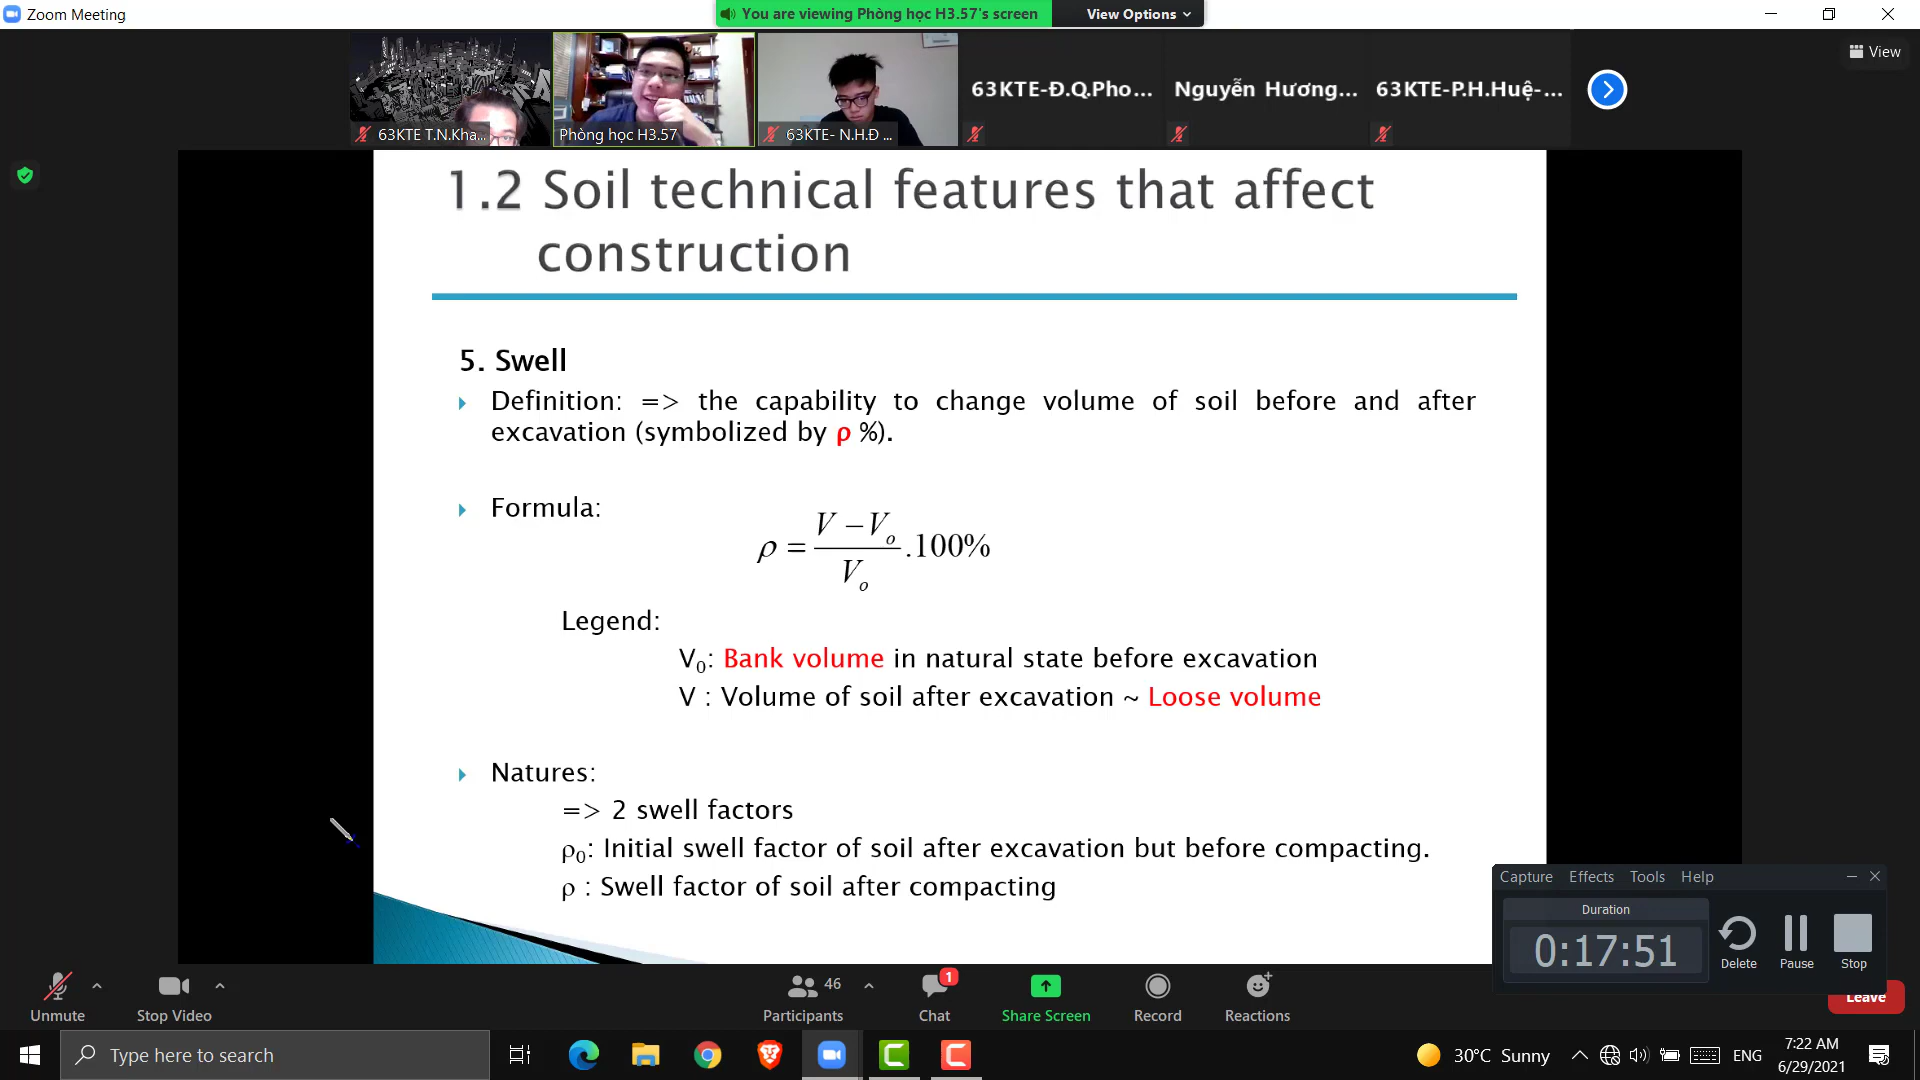 Zoom Meeting
You are viewing Phòng học H3.57's screen
View Options
View
63KTE T.N.Kha...
Phòng học H3.57
63KTE- N.H.Đ ...
63KTE-Đ.Q.Pho...
Nguyễn Hương...
63KTE-P.H.Huệ-...
1.2 Soil technical features that affect
construction
5. Swell
Definition: => the capability to change volume of soil before and after
excavation (symbolized by ρ %).
Formula:
ρ = (V − Vo) / Vo .100%
Legend:
V₀: Bank volume in natural state before excavation
V : Volume of soil after excavation ~ Loose volume
Natures:
=> 2 swell factors
ρ₀: Initial swell factor of soil after excavation but before compacting.
ρ : Swell factor of soil after compacting
Capture Effects Tools Help
Duration
0:17:51
Delete Pause Stop
Unmute
Stop Video
46
Participants
1
Chat
Share Screen
Record
Reactions
Leave
Type here to search
30°C Sunny
ENG
7:22 AM
6/29/2021